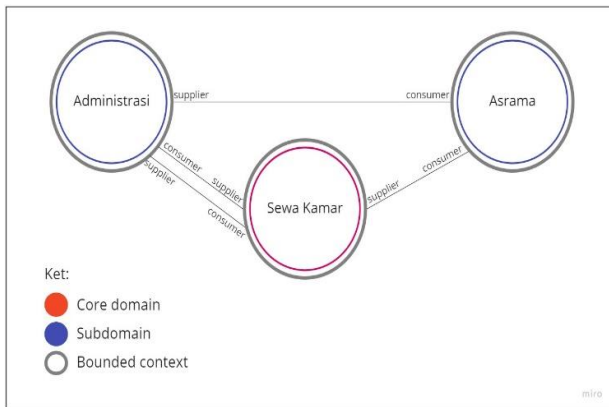 Administrasi
supplier
consumer
Asrama
consumer
supplier
supplier
consumer
Sewa Kamar
supplier
consumer
Ket:
Core domain
Subdomain
Bounded context
miro